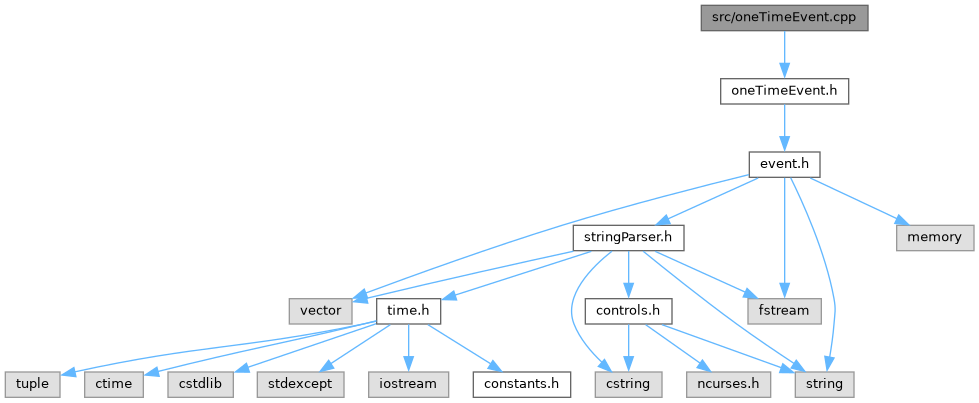 src/oneTimeEvent.cpp
oneTimeEvent.h
event.h
stringParser.h
memory
vector
time.h
controls.h
fstream
tuple
ctime
cstdlib
stdexcept
iostream
constants.h
cstring
ncurses.h
string